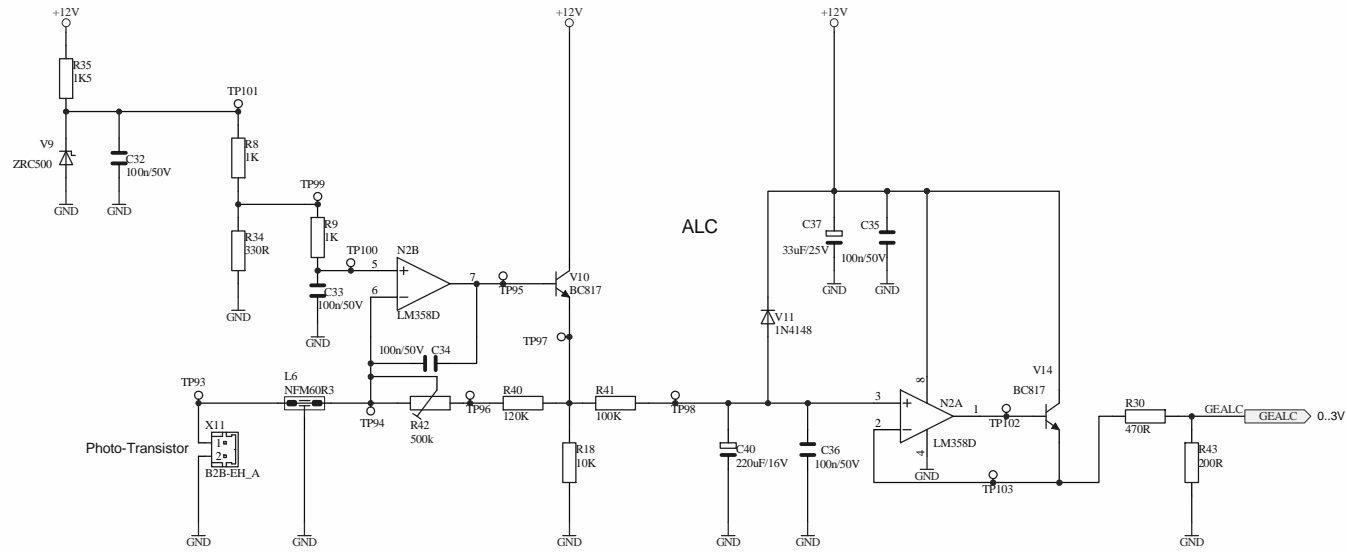 +12V
+12V
+12V
R35
1K5
TP101
V9
ZRC500
C32
100n/50V
R8
1K
GND
GND
TP99
R34
330R
R9
1K
TP100
N2B
5
6
7
LM358D
C33
100n/50V
GND
GND
TP95
V10
BC817
TP97
100n/50V
C34
ALC
C37
33uF/25V
C35
100n/50V
GND
GND
V11
1N4148
TP93
L6
NFM60R3
TP94
R42
500k
TP96
R40
120K
R41
100K
TP98
X11
1
2
B2B-EH_A
Photo-Transistor
R18
10K
C40
220uF/16V
C36
100n/50V
3
2
8
4
1
N2A
LM358D
GND
TP102
V14
BC817
TP103
R30
470R
GEALC
GEALC
0..3V
R43
200R
GND
GND
GND
GND
GND
GND